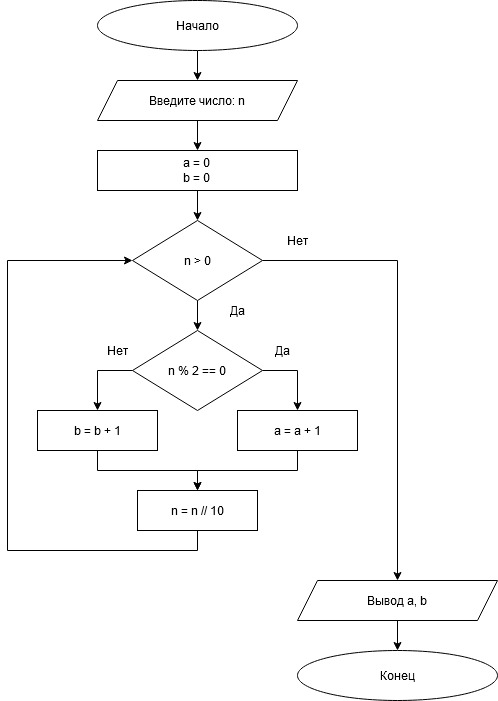 Начало
Введите число: n
a = 0
b = 0
n > 0
Нет
Да
n % 2 == 0
Нет
Да
b = b + 1
a = a + 1
n = n // 10
Вывод a, b
Конец